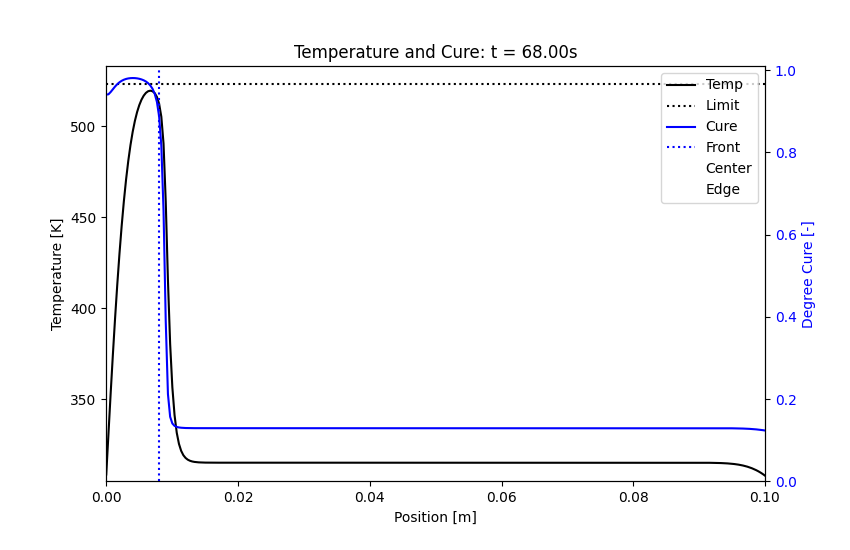 Temperature and Cure: t = 68.00s
Temp
Limit
Cure
Front
Center
Edge
Temperature [K]
500
450
400
350
Degree Cure [-]
1.0
0.8
0.6
0.4
0.2
0.0
0.00
0.02
0.04
0.06
0.08
0.10
Position [m]